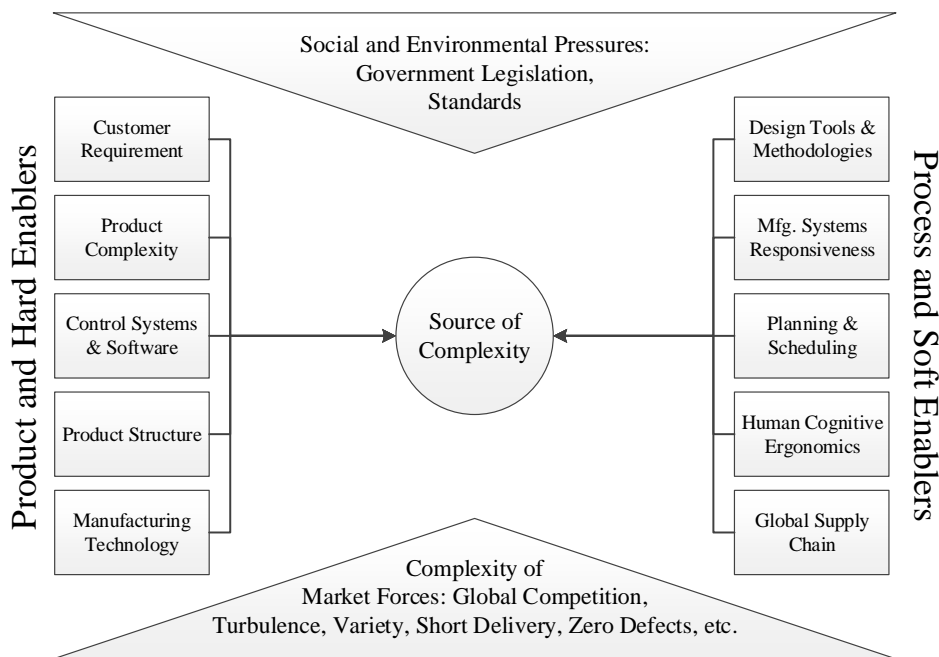 Social and Environmental Pressures:
Government Legislation,
Standards
Product and Hard Enablers
Customer
Requirement
Product
Complexity
Control Systems
& Software
Product Structure
Manufacturing
Technology
Source of
Complexity
Design Tools &
Methodologies
Mfg. Systems
Responsiveness
Planning &
Scheduling
Human Cognitive
Ergonomics
Global Supply
Chain
Process and Soft Enablers
Complexity of
Market Forces: Global Competition,
Turbulence, Variety, Short Delivery, Zero Defects, etc.